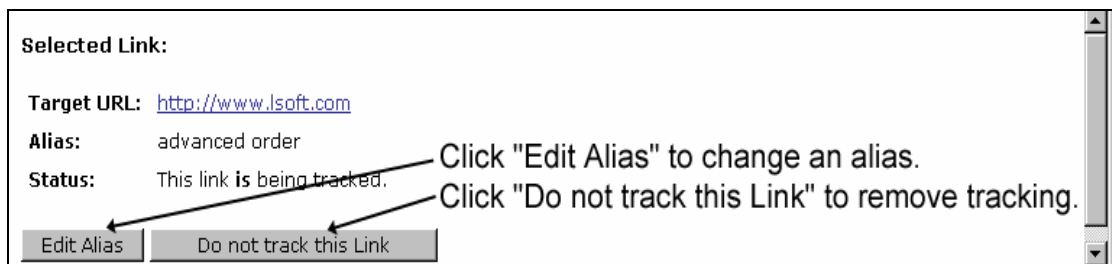 Selected Link:
Target URL: http://www.lsoft.com
Alias: advanced order
Click "Edit Alias" to change an alias.
Status: This link is being tracked.
Click "Do not track this Link" to remove tracking.
Edit Alias Do not track this Link